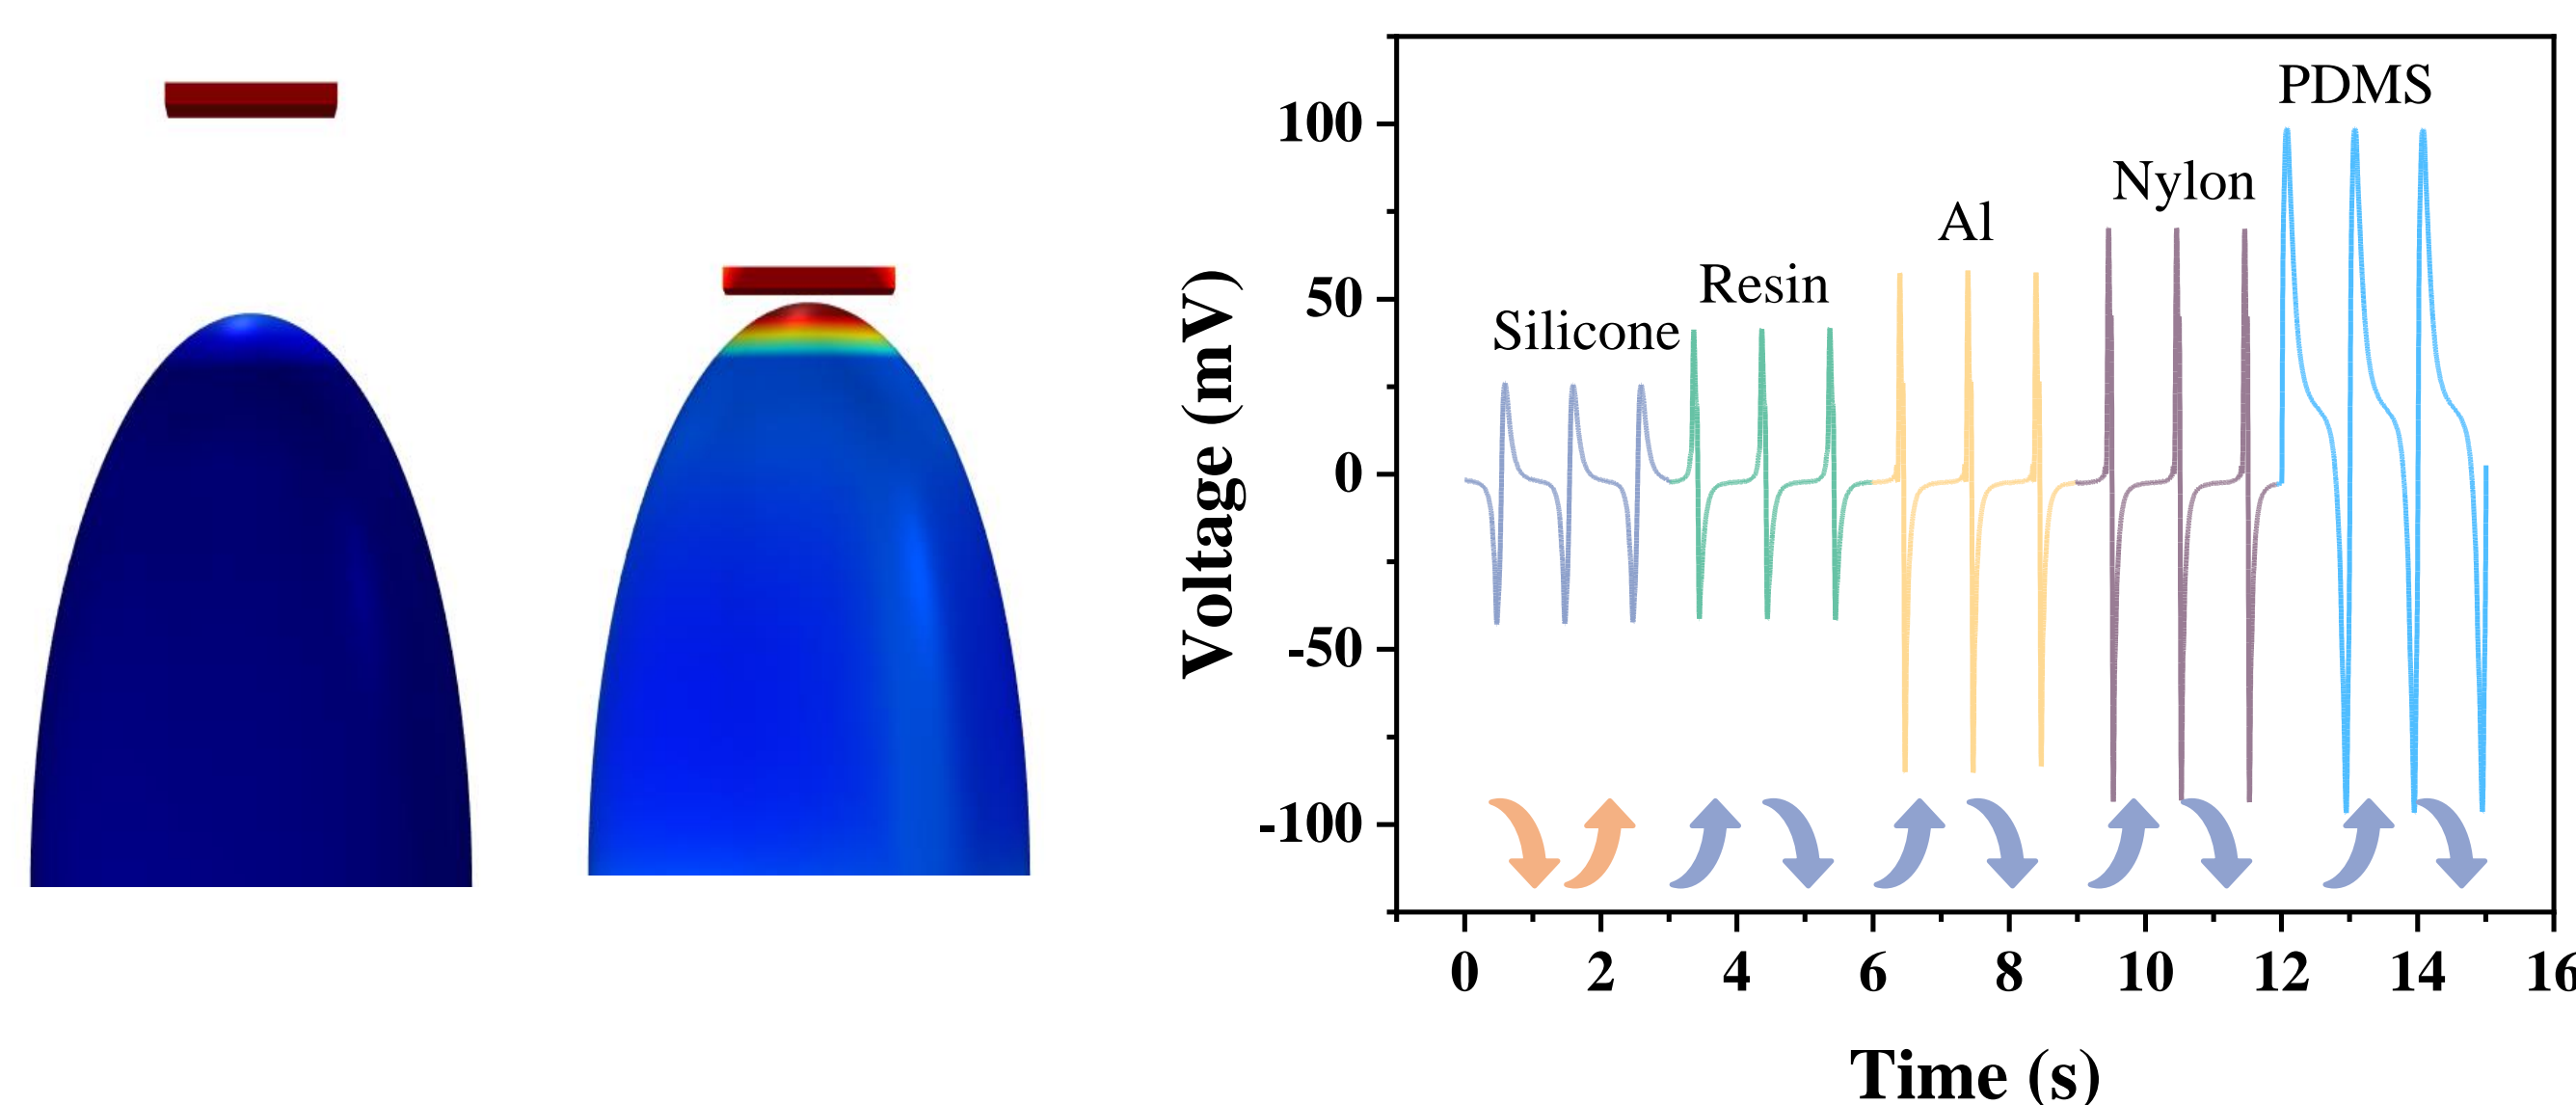 PDMS
Nylon
Al
Resin
Silicone
Voltage (mV)
100
50
0
-50
-100
0 2 4 6 8 10 12 14 16
Time (s)